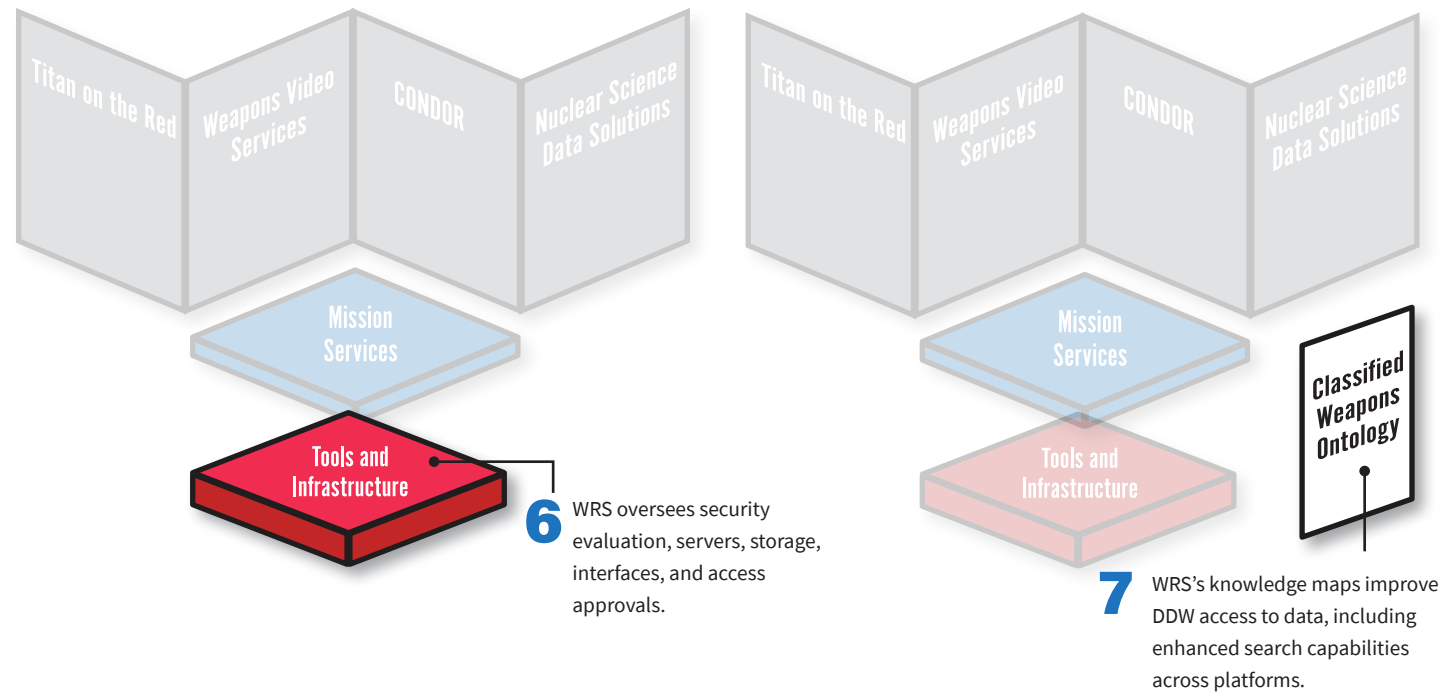 Titan on the Red
Weapons Video
Services
CONDOR
Nuclear Science
Data Solutions
Mission
Services
Tools and
Infrastructure
6
WRS oversees security
evaluation, servers, storage,
interfaces, and access
approvals.
Titan on the Red
Weapons Video
Services
CONDOR
Nuclear Science
Data Solutions
Mission
Services
Tools and
Infrastructure
Classified
Weapons
Ontology
7
WRS’s knowledge maps improve
DDW access to data, including
enhanced search capabilities
across platforms.